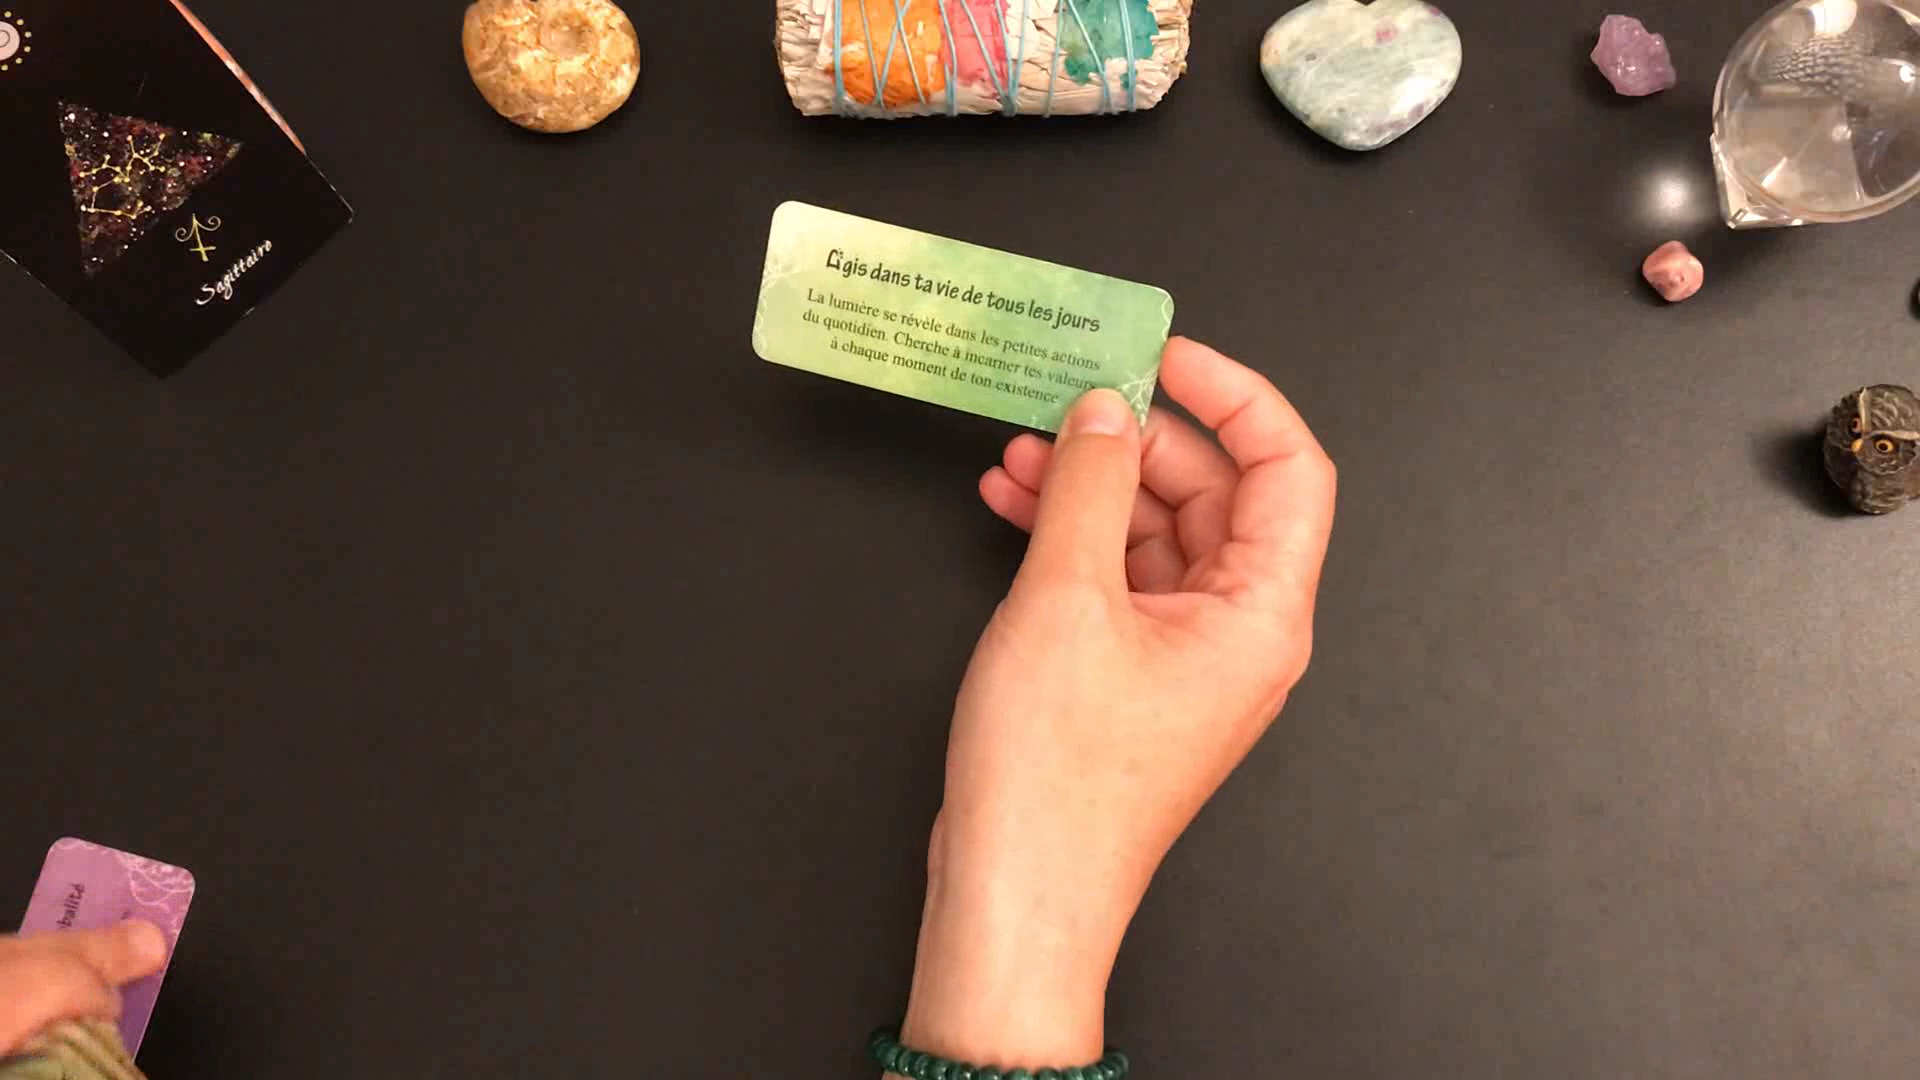 Sagittaire
Agis dans ta vie de tous les jours
La lumière se révèle dans les petites actions
du quotidien. Cherche à incarner tes valeurs
à chaque moment de ton existence